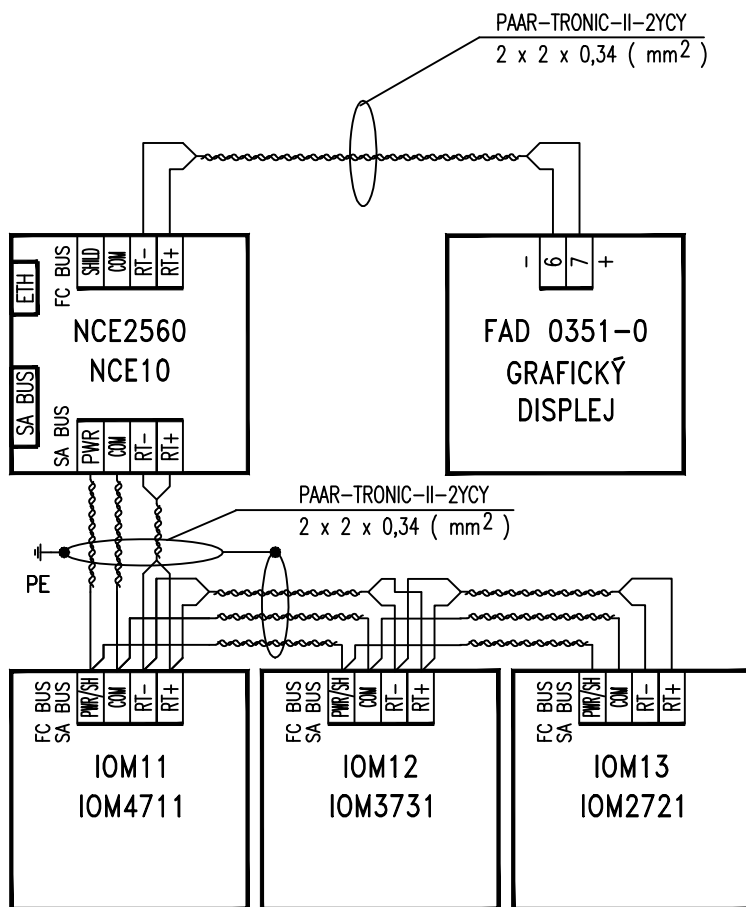 PAAR-TRONIC-II-2YCY
2 x 2 x 0,34 ( mm2 )
ETH
FC BUS
SHILD
COM
RT-
RT+
NCE2560
NCE10
SA BUS
SA BUS
PWR
COM
RT-
RT+
- 6 7 +
FAD 0351-0
GRAFICKÝ
DISPLEJ
PAAR-TRONIC-II-2YCY
2 x 2 x 0,34 ( mm2 )
PE
FC BUS
SA BUS
PWR/SH
COM
RT-
RT+
IOM11
IOM4711
FC BUS
SA BUS
PWR/SH
COM
RT-
RT+
IOM12
IOM3731
FC BUS
SA BUS
PWR/SH
COM
RT-
RT+
IOM13
IOM2721